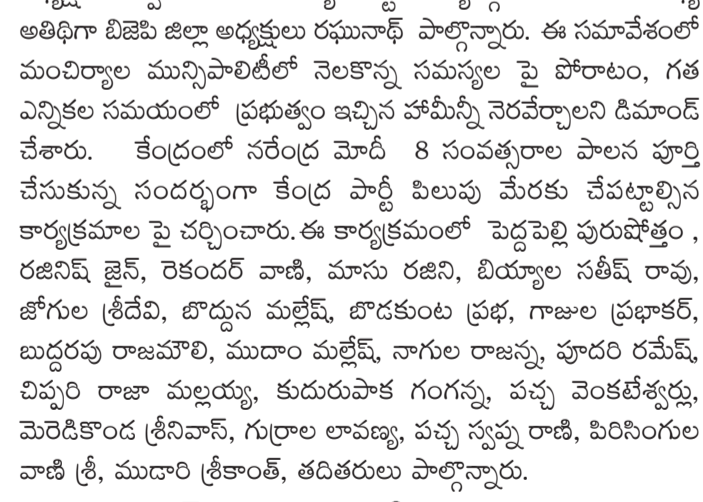 అతిథిగా బిజెపి జిల్లా అధ్యక్షులు రఘునాథ్ పాల్గొన్నారు. ఈ సమావేశంలో
మంచిర్యాల మున్సిపాలిటీలో నెలకొన్న సమస్యల పై పోరాటం, గత
ఎన్నికల సమయంలో ప్రభుత్వం ఇచ్చిన హామీన్నీ నెరవేర్చాలని డిమాండ్
చేశారు. కేంద్రంలో నరేంద్ర మోదీ 8 సంవత్సరాల పాలన పూర్తి
చేసుకున్న సందర్భంగా కేంద్ర పార్టీ పిలుపు మేరకు చేపట్టాల్సిన
కార్యక్రమాల పై చర్చించారు.ఈ కార్యక్రమంలో పెద్దపెల్లి పురుషోత్తం ,
రజినిష్ జైన్, రెకందర్ వాణి, మాసు రజిని, బియ్యాల సతీష్ రావు,
జోగుల శ్రీదేవి, బొద్దున మల్లేష్, బొడకుంట ప్రభ, గాజుల ప్రభాకర్,
బుద్దరపు రాజమౌలి, ముదాం మల్లేష్, నాగుల రాజన్న, పూదరి రమేష్,
చిప్పరి రాజా మల్లయ్య, కుదురుపాక గంగన్న, పచ్చ వెంకటేశ్వర్లు,
మెరెడికొండ శ్రీనివాస్, గుర్రాల లావణ్య, పచ్చ స్వప్న రాణి, పిరిసింగుల
వాణి శ్రీ, ముడారి శ్రీకాంత్, తదితరులు పాల్గొన్నారు.